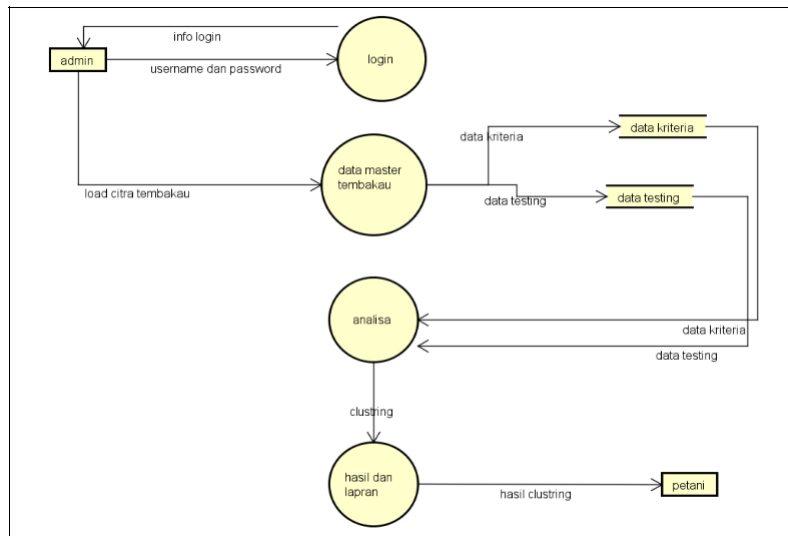 info login
admin
username dan password
login
data kriteria
data kriteria
data master
tembakau
load citra tembakau
data testing
data testing
analisa
data kriteria
data testing
clustring
hasil dan
lapran
hasil clustring
petani